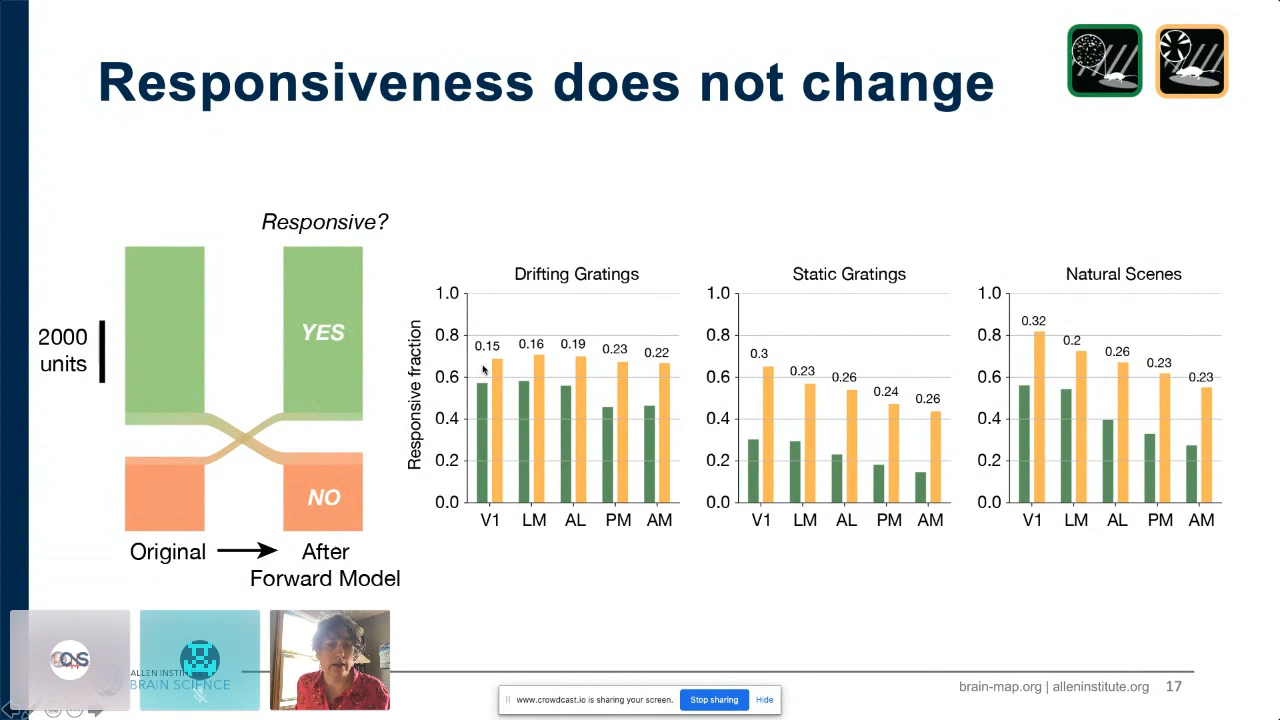 Responsiveness does not change
Responsive?
YES
NO
2000
units
Original
After
Forward Model
Responsive fraction
Drifting Gratings
1.0
0.8
0.6
0.4
0.2
0.0
0.15
0.16
0.19
0.23
0.22
V1 LM AL PM AM
Static Gratings
1.0
0.8
0.6
0.4
0.2
0.0
0.3
0.23
0.26
0.24
0.26
V1 LM AL PM AM
Natural Scenes
1.0
0.8
0.6
0.4
0.2
0.0
0.32
0.2
0.26
0.23
0.23
V1 LM AL PM AM
BRAIN SCIENCE
www.crowdcast.io is sharing your screen.
Stop sharing
Hide
brain-map.org | alleninstitute.org
17